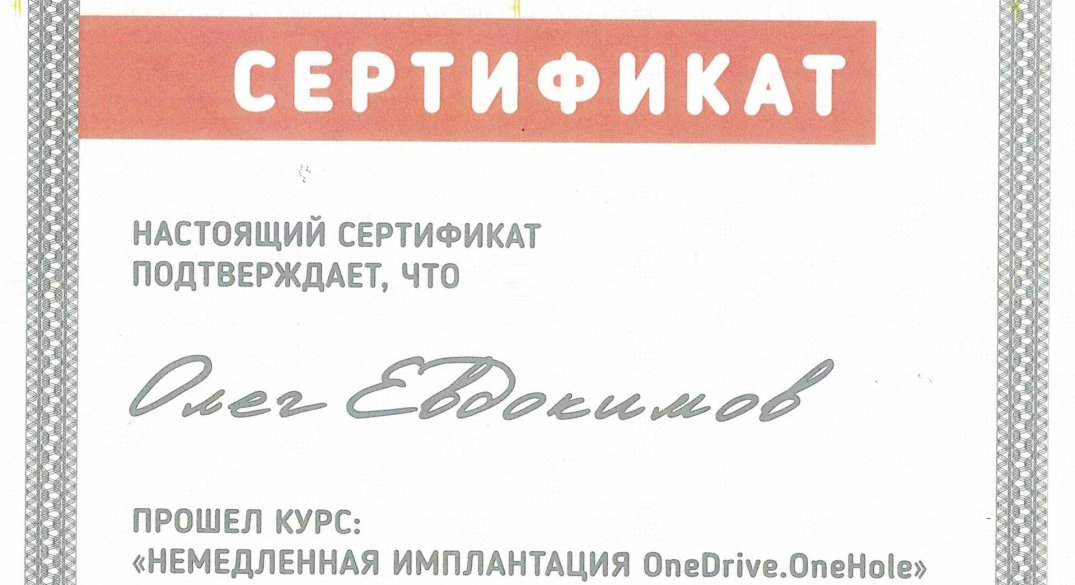 СЕРТИФИКАТ
НАСТОЯЩИЙ СЕРТИФИКАТ
ПОДТВЕРЖДАЕТ, ЧТО
Олег Евдокимов
ПРОШЕЛ КУРС:
«НЕМЕДЛЕННАЯ ИМПЛАНТАЦИЯ OneDrive.OneHole»